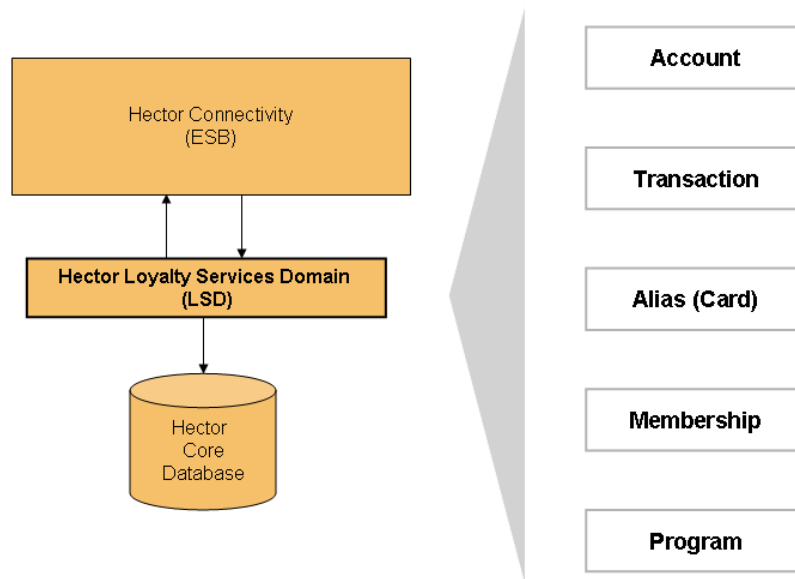 Hector Connectivity
(ESB)
Hector Loyalty Services Domain
(LSD)
Hector
Core
Database
Account
Transaction
Alias (Card)
Membership
Program